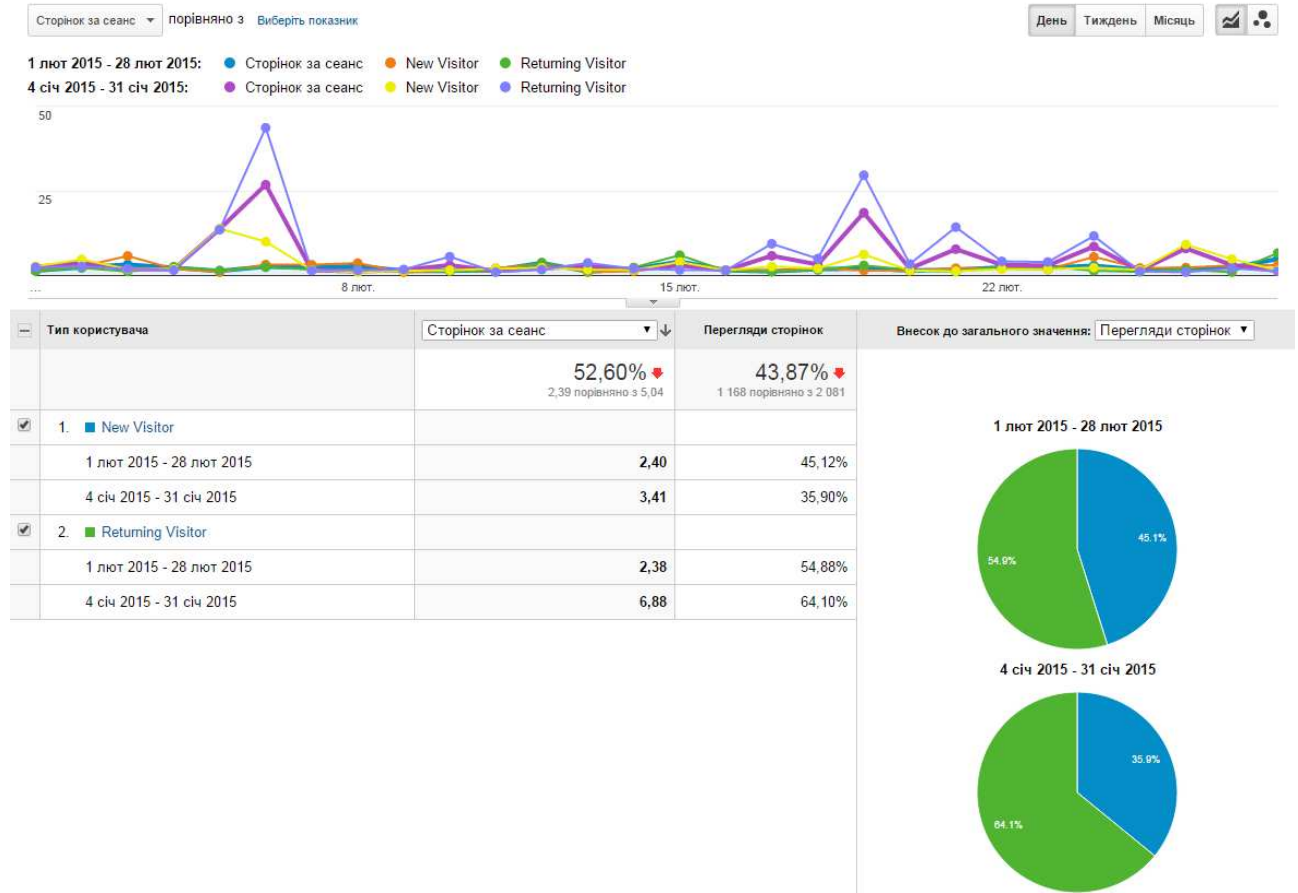 Сторінок за сеанс порівняно з Виберіть показник День Тиждень Місяць
1 лют 2015 - 28 лют 2015: Сторінок за сеанс New Visitor Returning Visitor
4 січ 2015 - 31 січ 2015: Сторінок за сеанс New Visitor Returning Visitor
50
25
... 8 лют. 15 лют. 22 лют.
Тип користувача Сторінок за сеанс Перегляди сторінок Внесок до загального значення: Перегляди сторінок
52,60% 43,87%
2,39 порівняно з 5,04 1 168 порівняно з 2 081
1. New Visitor
1 лют 2015 - 28 лют 2015 2,40 45,12%
4 січ 2015 - 31 січ 2015 3,41 35,90%
2. Returning Visitor
1 лют 2015 - 28 лют 2015 2,38 54,88%
4 січ 2015 - 31 січ 2015 6,88 64,10%
1 лют 2015 - 28 лют 2015
45.1%
54.9%
4 січ 2015 - 31 січ 2015
35.9%
64.1%